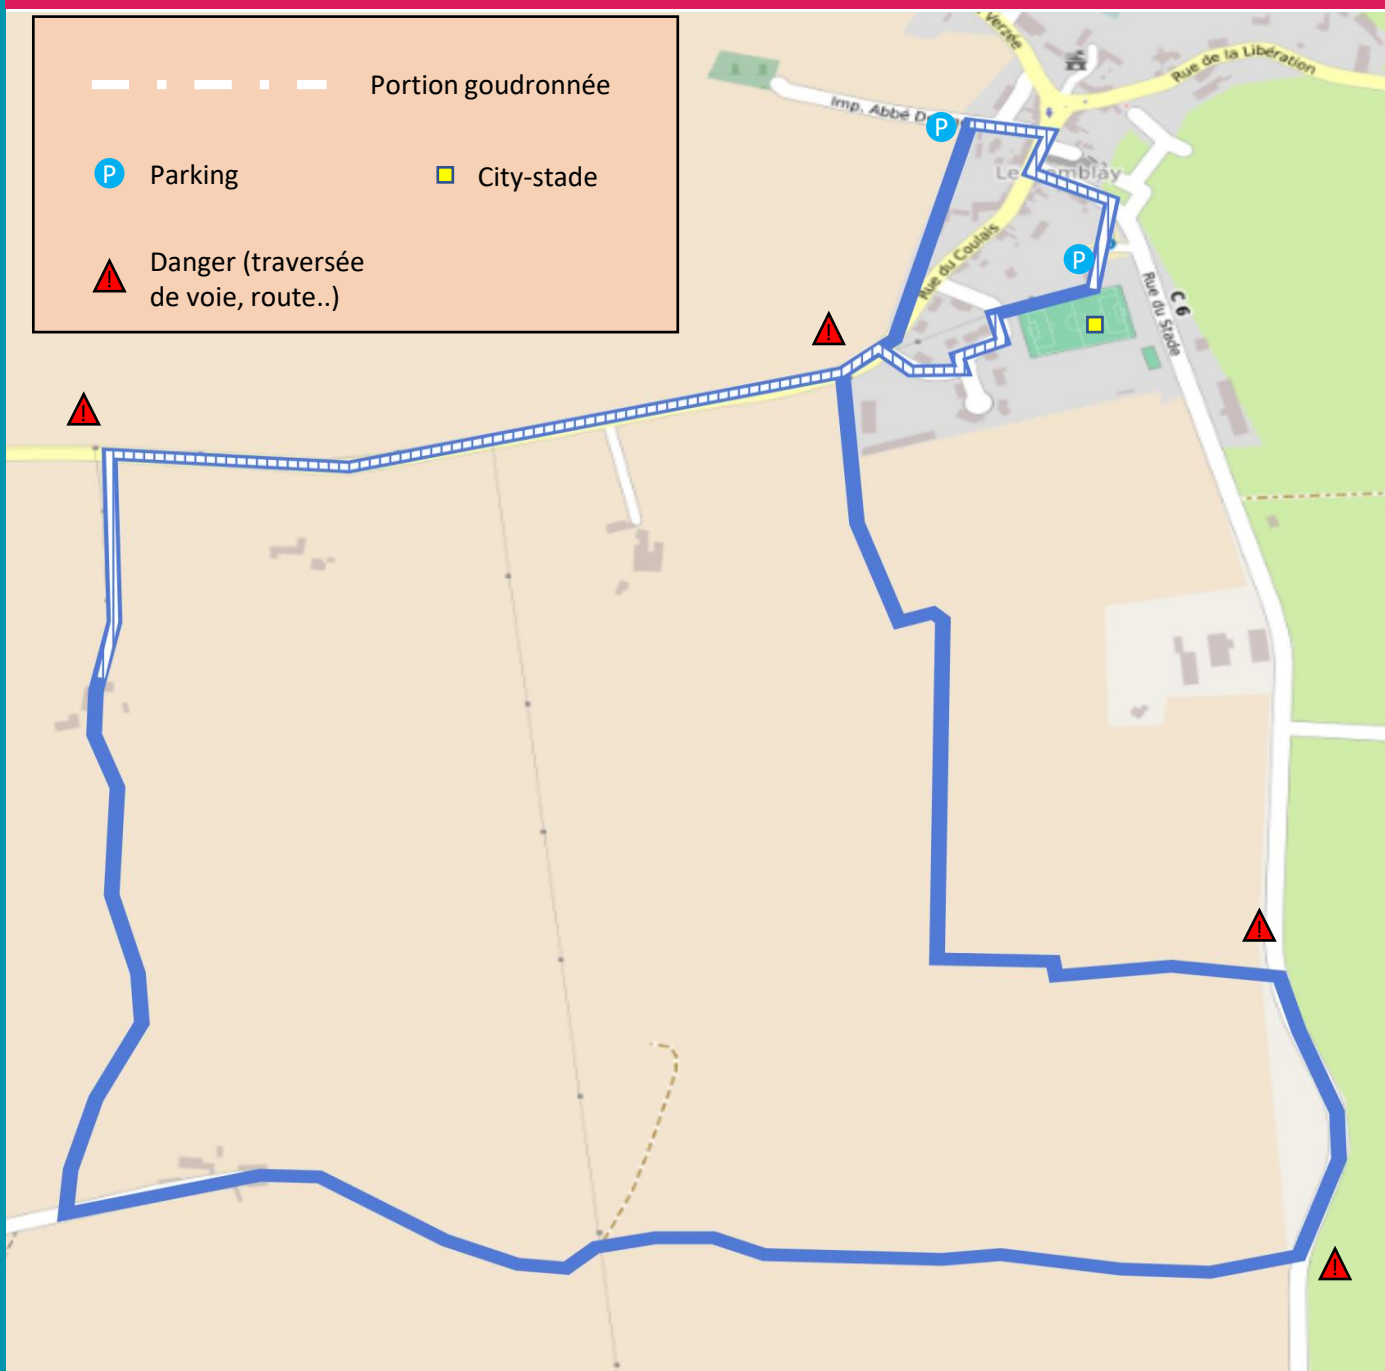 Portion goudronnée
P Parking
City-stade
Danger (traversée
de voie, route..)
Verzée
Rue de la Libération
Imp. Abbé
P
Rue du Coulais
P
C 6
Rue du Stade